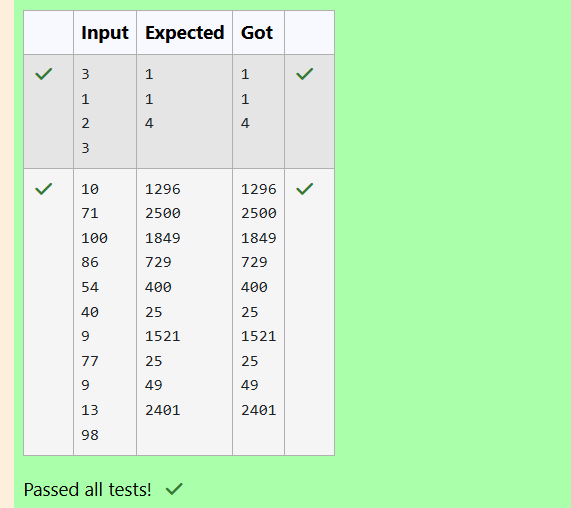 Input Expected Got
3 1 1
1 1 1
2 4 4
3
10 1296 1296
71 2500 2500
100 1849 1849
86 729 729
54 400 400
40 25 25
9 1521 1521
77 25 25
9 49 49
13 2401 2401
98
Passed all tests!